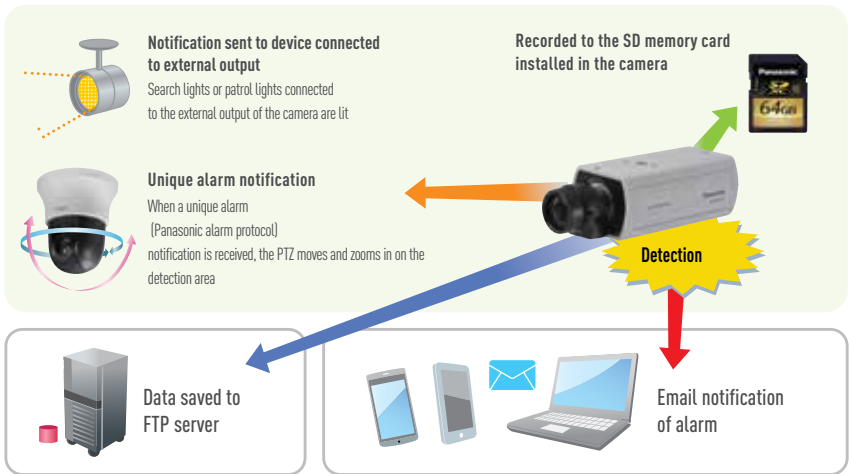 Notification sent to device connected
to external output
Search lights or patrol lights connected
to the external output of the camera are lit
Recorded to the SD memory card
installed in the camera
Panasonic
SD
XC
64GB
Unique alarm notification
When a unique alarm
(Panasonic alarm protocol)
notification is received, the PTZ moves and zooms in on the
detection area
Panasonic
Detection
Data saved to
FTP server
Email notification
of alarm